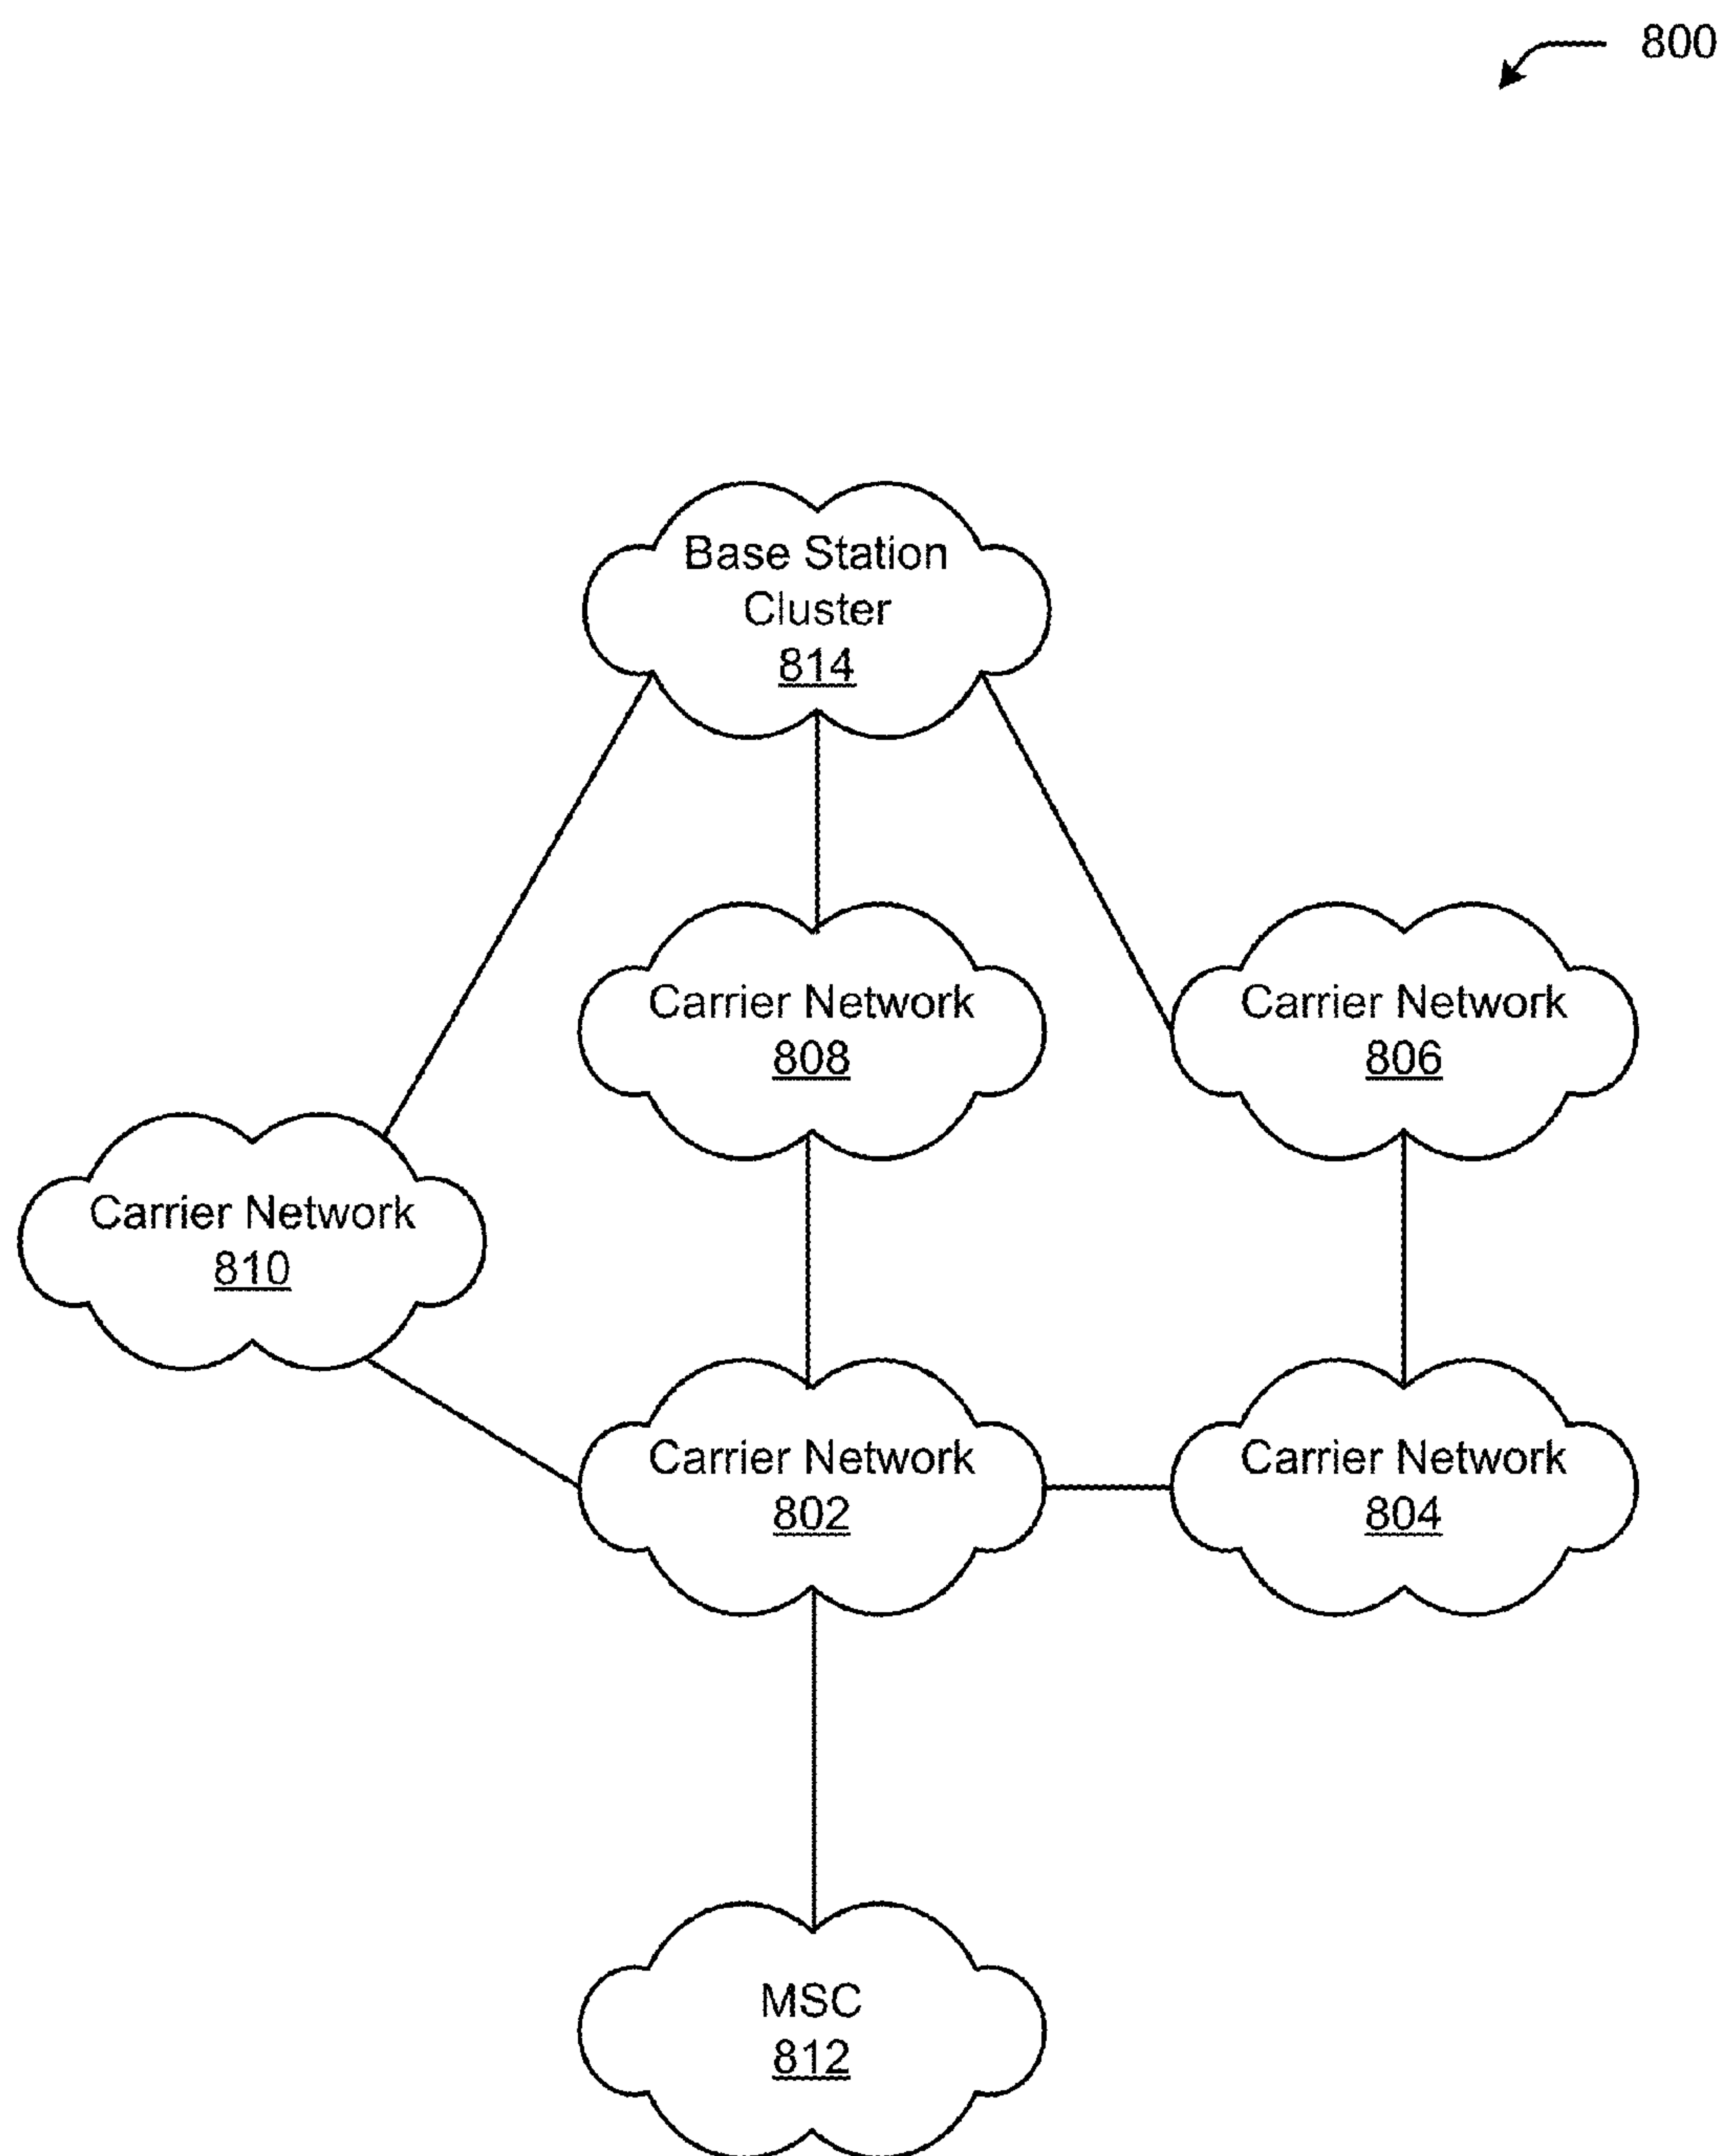 800
Base Station
Cluster
814
Carrier Network
808
Carrier Network
806
Carrier Network
810
Carrier Network
802
Carrier Network
804
MSC
812